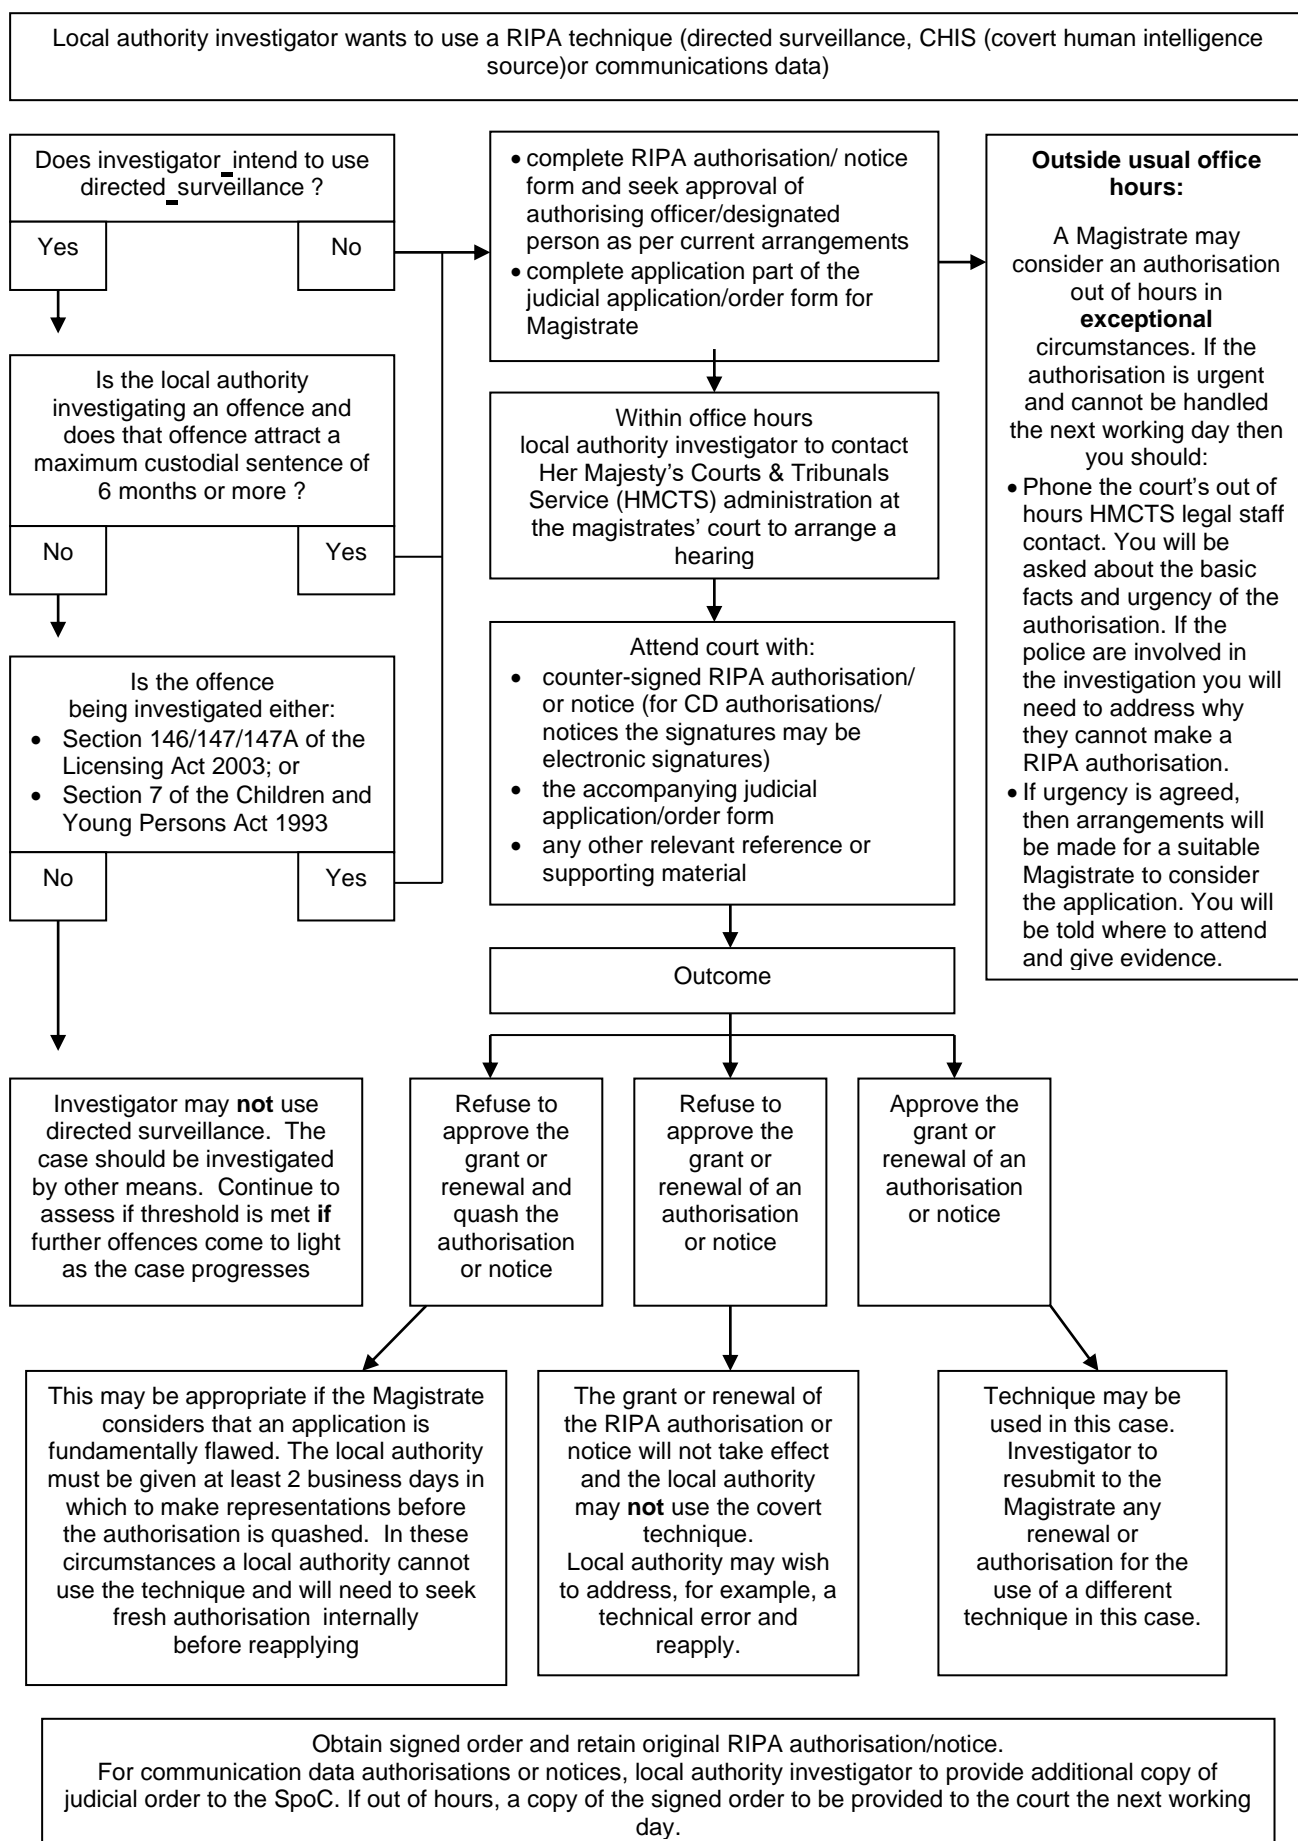 Local authority investigator wants to use a RIPA technique (directed surveillance, CHIS (covert human intelligence
source)or communications data)
Does investigator intend to use
directed surveillance ?
Yes
No
Is the local authority
investigating an offence and
does that offence attract a
maximum custodial sentence of
6 months or more ?
No
Yes
Is the offence
being investigated either:
• Section 146/147/147A of the
Licensing Act 2003; or
• Section 7 of the Children and
Young Persons Act 1993
No
Yes
Investigator may not use
directed surveillance. The
case should be investigated
by other means. Continue to
assess if threshold is met if
further offences come to light
as the case progresses
• complete RIPA authorisation/ notice
form and seek approval of
authorising officer/designated
person as per current arrangements
• complete application part of the
judicial application/order form for
Magistrate
Within office hours
local authority investigator to contact
Her Majesty’s Courts & Tribunals
Service (HMCTS) administration at
the magistrates’ court to arrange a
hearing
Attend court with:
• counter-signed RIPA authorisation/
or notice (for CD authorisations/
notices the signatures may be
electronic signatures)
• the accompanying judicial
application/order form
• any other relevant reference or
supporting material
Outcome
Outside usual office
hours:
A Magistrate may
consider an authorisation
out of hours in
exceptional
circumstances. If the
authorisation is urgent
and cannot be handled
the next working day then
you should:
• Phone the court’s out of
hours HMCTS legal staff
contact. You will be
asked about the basic
facts and urgency of the
authorisation. If the
police are involved in
the investigation you will
need to address why
they cannot make a
RIPA authorisation.
• If urgency is agreed,
then arrangements will
be made for a suitable
Magistrate to consider
the application. You will
be told where to attend
and give evidence.
Refuse to
approve the
grant or
renewal and
quash the
authorisation
or notice
Refuse to
approve the
grant or
renewal of an
authorisation
or notice
Approve the
grant or
renewal of an
authorisation
or notice
This may be appropriate if the Magistrate
considers that an application is
fundamentally flawed. The local authority
must be given at least 2 business days in
which to make representations before
the authorisation is quashed. In these
circumstances a local authority cannot
use the technique and will need to seek
fresh authorisation internally
before reapplying
The grant or renewal of
the RIPA authorisation or
notice will not take effect
and the local authority
may not use the covert
technique.
Local authority may wish
to address, for example, a
technical error and
reapply.
Technique may be
used in this case.
Investigator to
resubmit to the
Magistrate any
renewal or
authorisation for the
use of a different
technique in this case.
Obtain signed order and retain original RIPA authorisation/notice.
For communication data authorisations or notices, local authority investigator to provide additional copy of
judicial order to the SpoC. If out of hours, a copy of the signed order to be provided to the court the next working
day.